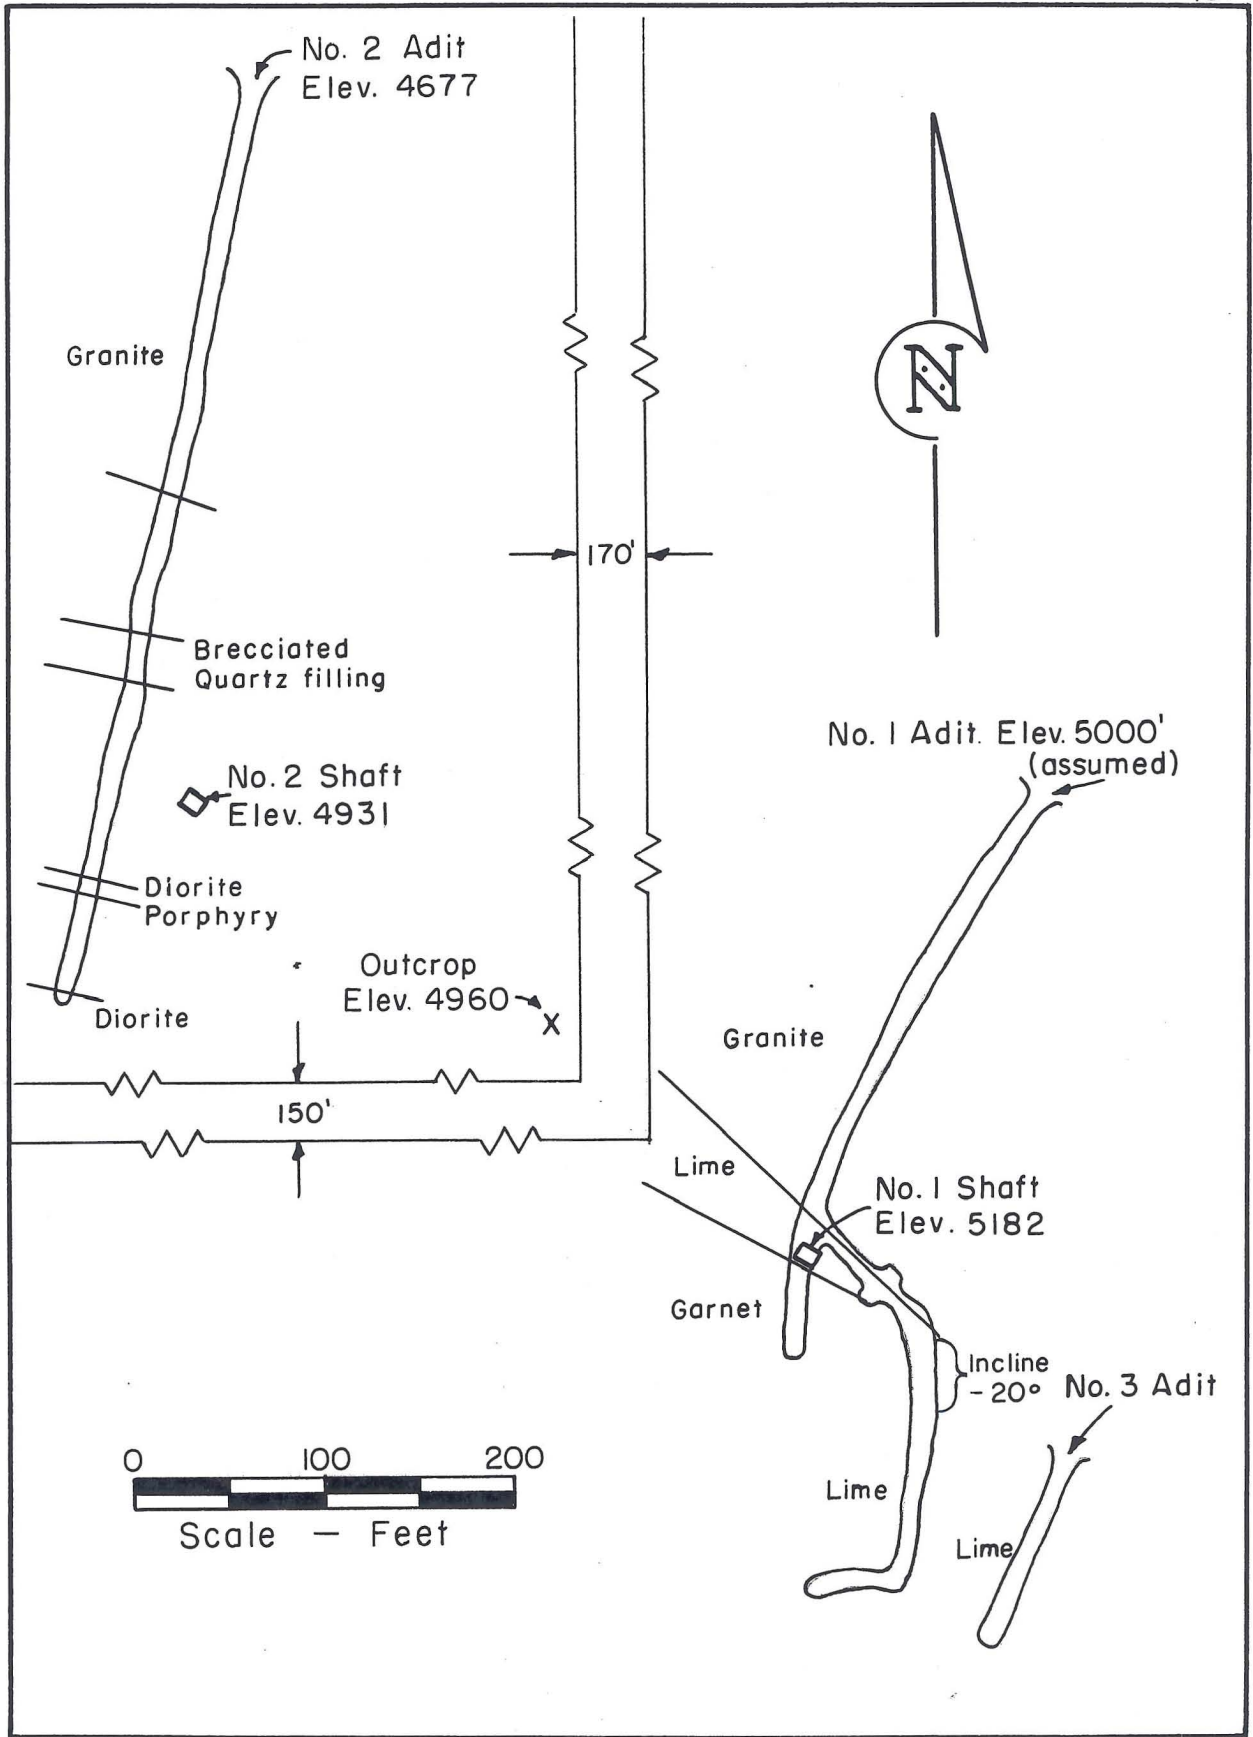 No. 2 Adit
Elev. 4677
Granite
N
170'
Brecciated
Quartz filling
No. 1 Adit. Elev. 5000'
(assumed)
No. 2 Shaft
Elev. 4931
Diorite
Porphyry
Outcrop
Elev. 4960
X
Diorite
Granite
150'
Lime
No. 1 Shaft
Elev. 5182
Garnet
Incline
- 20°
No. 3 Adit
0 100 200
Scale — Feet
Lime
Lime